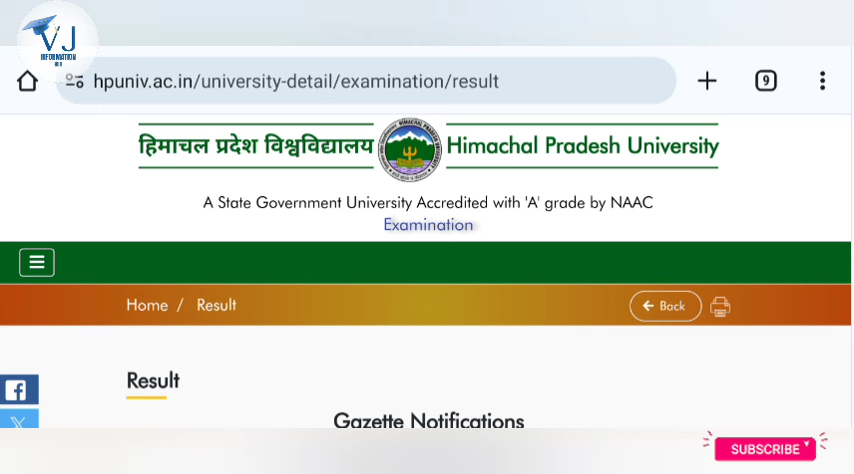 VJ
INFORMATION
hpuniv.ac.in/university-detail/examination/result
9
हिमाचल प्रदेश विश्वविद्यालय
Himachal Pradesh University
A State Government University Accredited with 'A' grade by NAAC
Examination
Home / Result
Back
Result
Gazette Notifications
SUBSCRIBE